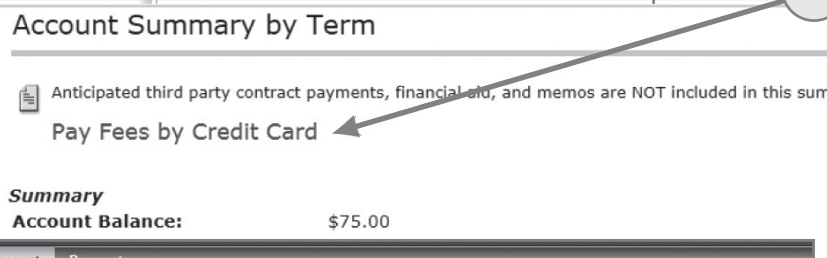 Account Summary by Term
Anticipated third party contract payments, financial aid, and memos are NOT included in this sum
Pay Fees by Credit Card
Summary
Account Balance: $75.00